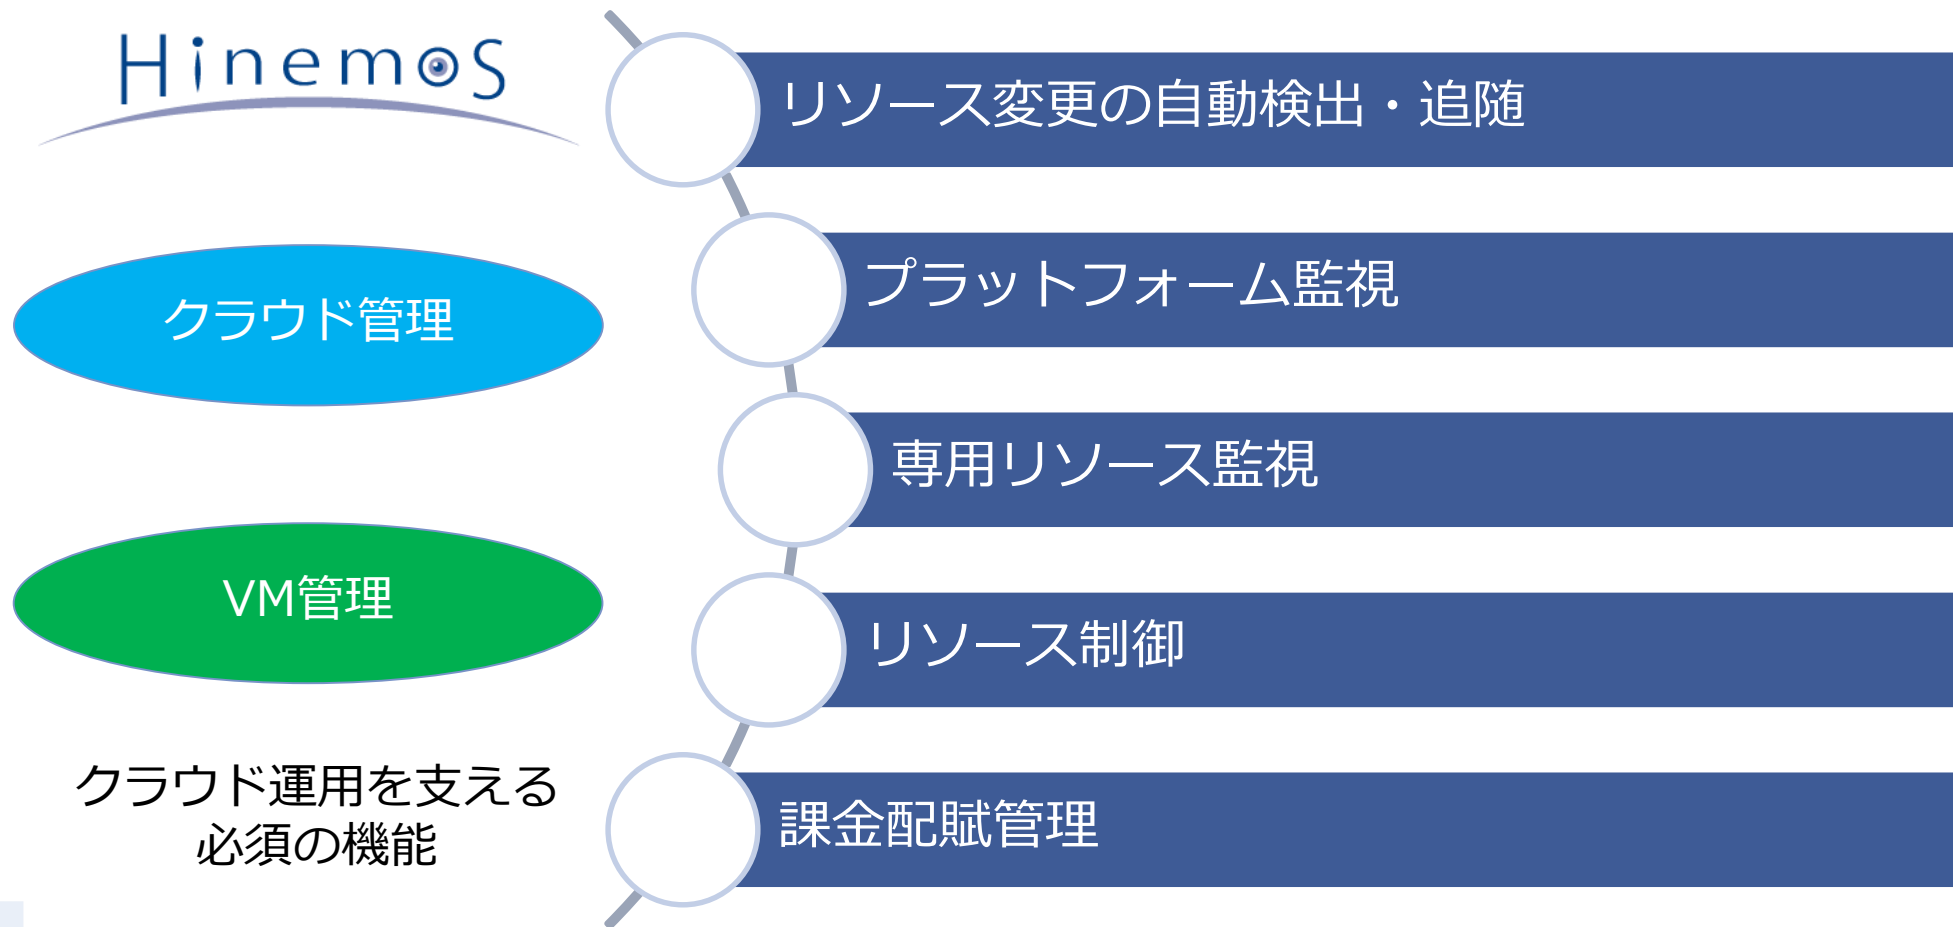 Hinemos
クラウド管理
VM管理
クラウド運用を支える
必須の機能
リソース変更の自動検出・追随
プラットフォーム監視
専用リソース監視
リソース制御
課金配賦管理